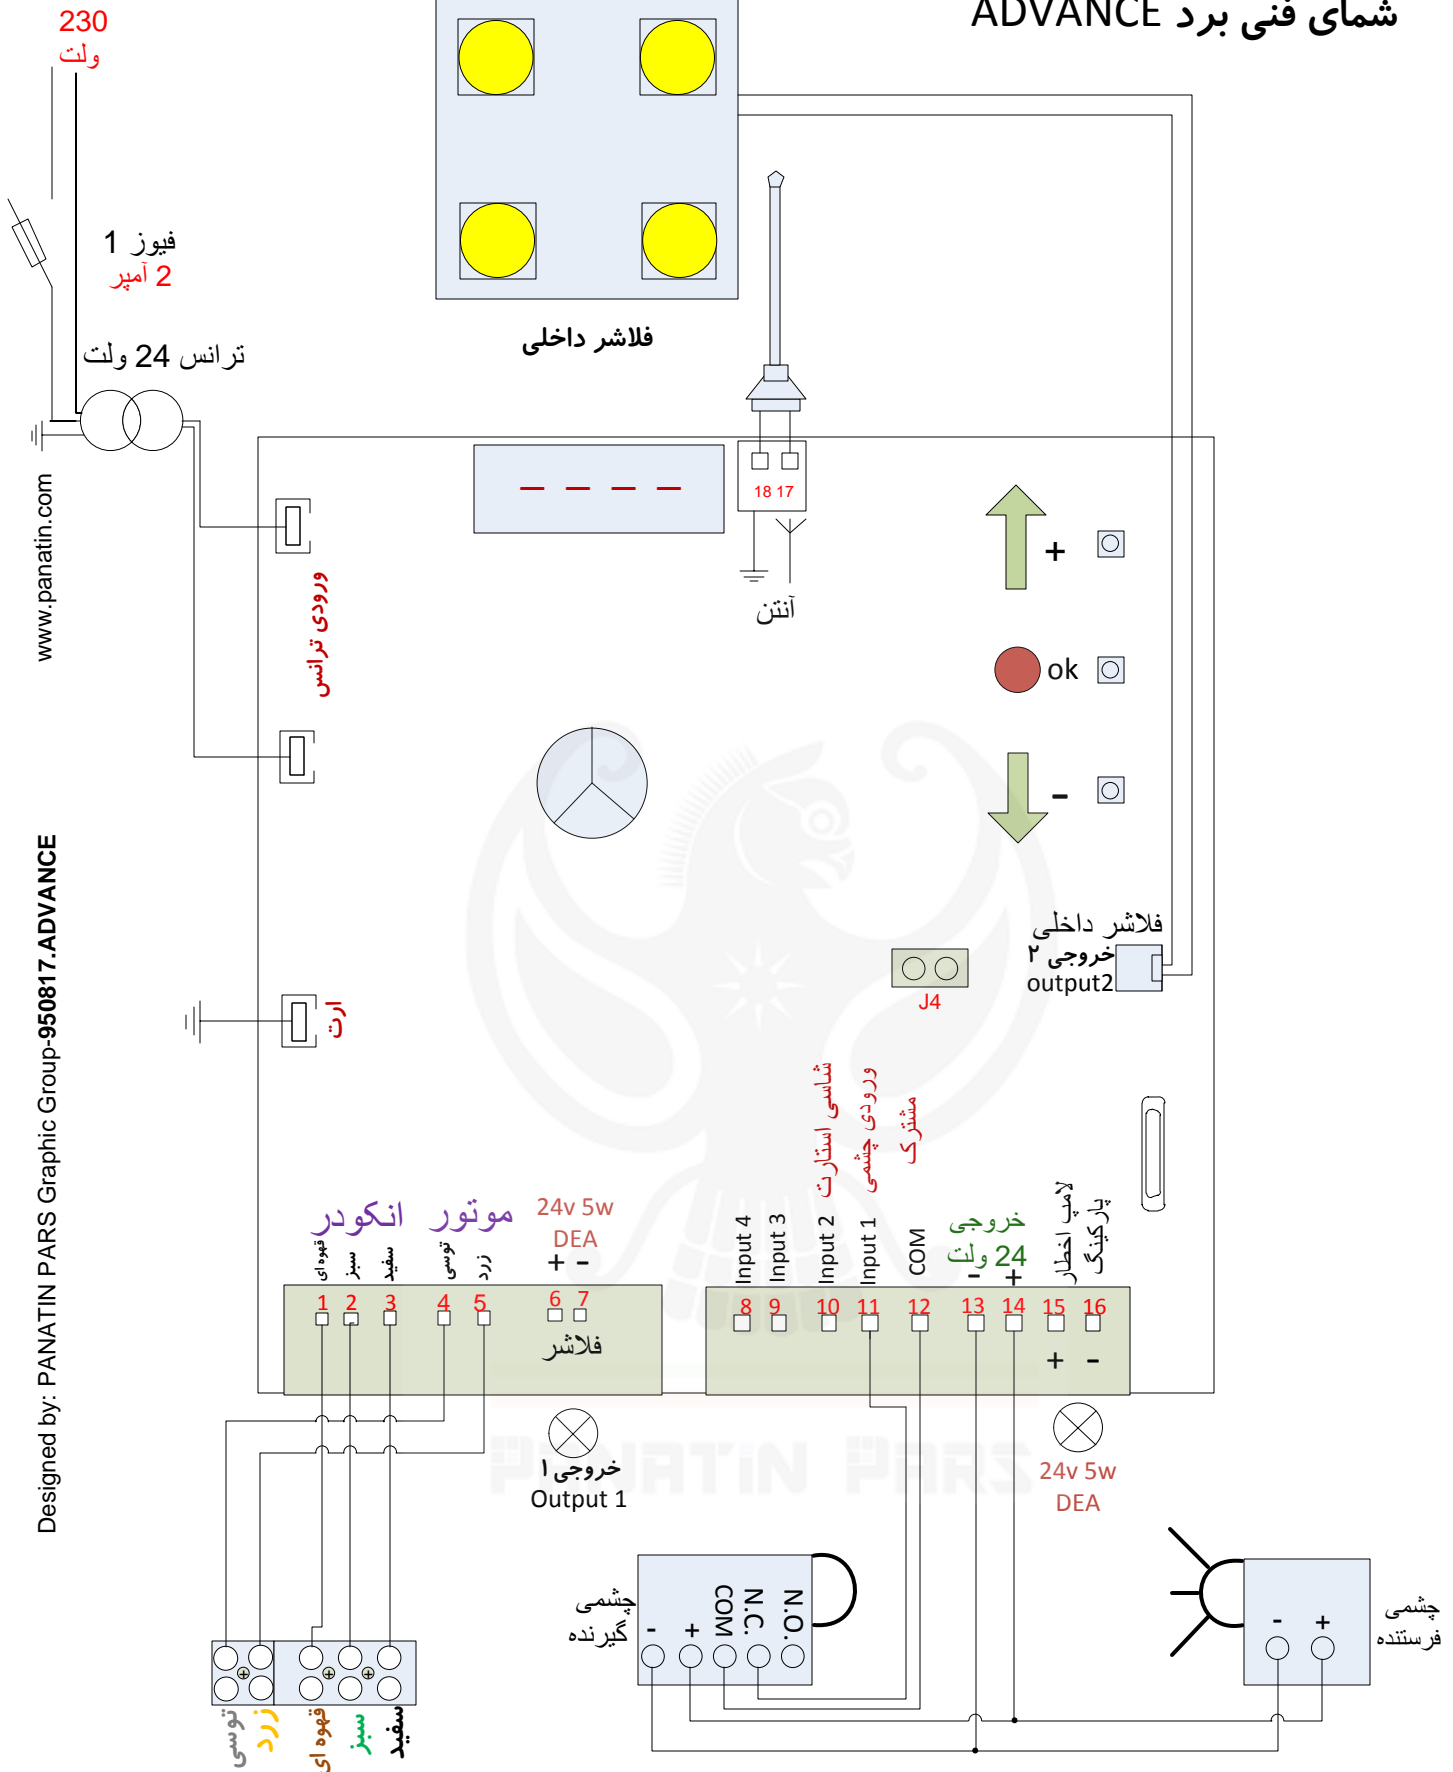 شمای فنی برد ADVANCE
230
ولت
فیوز 1
2 آمپر
ترانس 24 ولت
فلاشر داخلی
18 17
آنتن
+
ok
-
ورودی ترانس
ارت
www.panatin.com
Designed by: PANATIN PARS Graphic Group-950817.ADVANCE
فلاشر داخلی
خروجی ۲
output2
J4
شاسی استارت
ورودی چشمی
مشترک
انکودر
موتور
24v 5w
DEA
+ -
قهوه ای
سبز
سفید
توسی
زرد
1 2 3 4 5 6 7
فلاشر
Input 4
Input 3
Input 2
Input 1
COM
خروجی
24 ولت
- +
لامپ اخطار
پارکینگ
8 9 10 11 12 13 14 15 16
+ -
خروجی ۱
Output 1
24v 5w
DEA
PANATIN PARS
چشمی
گیرنده
- +
COM
N.C.
N.O.
- +
چشمی
فرستنده
توسی
زرد
قهوه ای
سبز
سفید